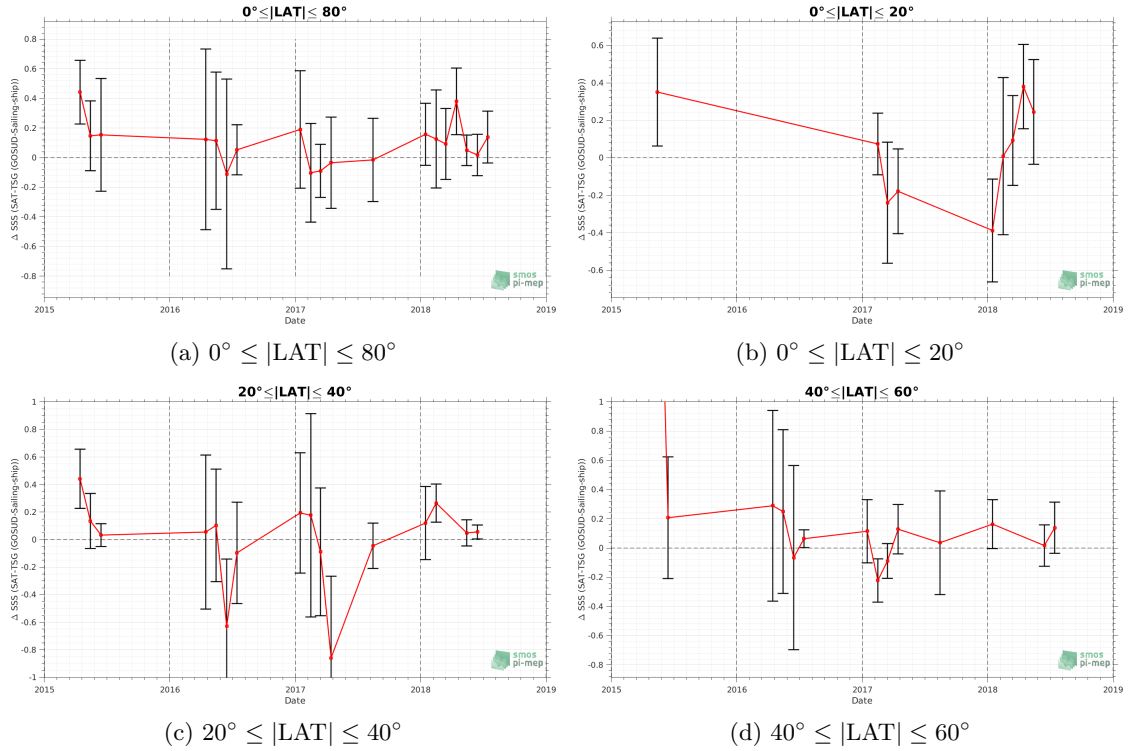 0°≤|LAT|≤ 80°
0.8
0.6
0.4
0.2
0
-0.2
-0.4
-0.6
-0.8
Δ SSS (SAT-TSG (GOSUD-Sailing-ship))
2015
2016
2017
2018
2019
Date
smos
pi-mep
(a) 0° ≤ |LAT| ≤ 80°
0°≤|LAT|≤ 20°
0.6
0.4
0.2
0
-0.2
-0.4
-0.6
Δ SSS (SAT-TSG (GOSUD-Sailing-ship))
2015
2016
2017
2018
2019
Date
smos
pi-mep
(b) 0° ≤ |LAT| ≤ 20°
20°≤|LAT|≤ 40°
1
0.8
0.6
0.4
0.2
0
-0.2
-0.4
-0.6
-0.8
-1
Δ SSS (SAT-TSG (GOSUD-Sailing-ship))
2015
2016
2017
2018
2019
Date
smos
pi-mep
(c) 20° ≤ |LAT| ≤ 40°
40°≤|LAT|≤ 60°
1
0.8
0.6
0.4
0.2
0
-0.2
-0.4
-0.6
-0.8
Δ SSS (SAT-TSG (GOSUD-Sailing-ship))
2015
2016
2017
2018
2019
Date
smos
pi-mep
(d) 40° ≤ |LAT| ≤ 60°